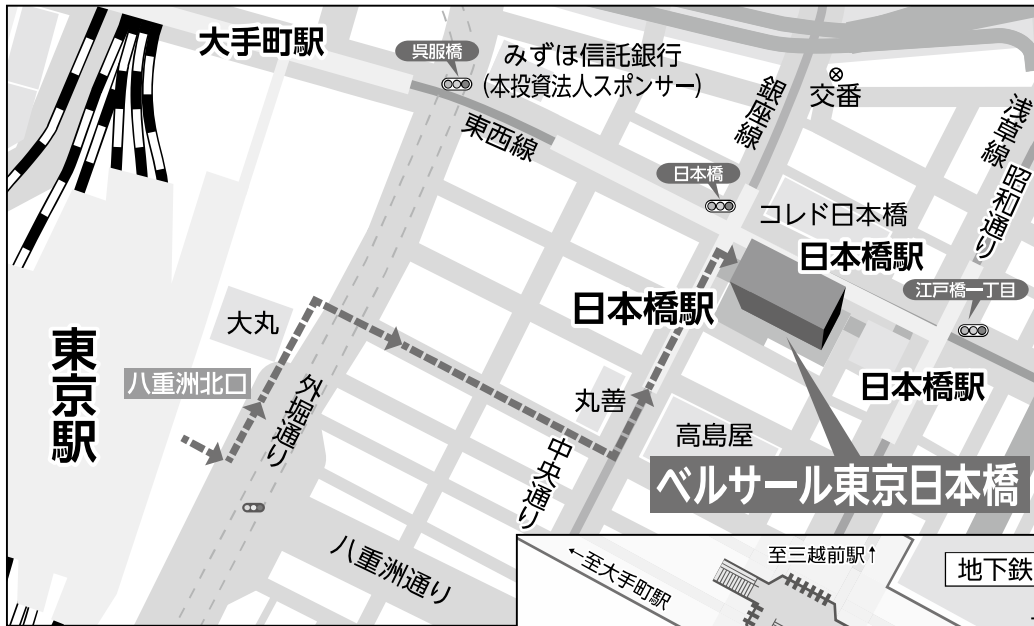 大手町駅
呉服橋
みずほ信託銀行
(本投資法人スポンサー)
東西線
銀座線
交番
浅草線
昭和通り
日本橋
コレド日本橋
日本橋駅
江戸橋一丁目
日本橋駅
大丸
東京駅
八重洲北口
外堀通り
丸善
日本橋駅
高島屋
中央通り
ベルサール東京日本橋
八重洲通り
←至大手町駅
至三越前駅↑
地下鉄